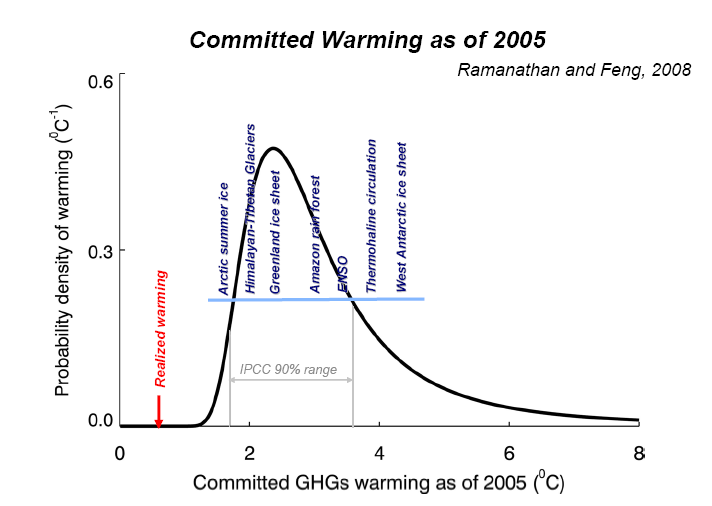 Committed Warming as of 2005
Ramanathan and Feng, 2008
Probability density of warming (⁰C⁻¹)
0.6
0.3
0.0
Realized warming
Arctic summer ice
Himalayan-Tibetan Glaciers
Greenland ice sheet
Amazon rain forest
ENSO
Thermohaline circulation
West Antarctic ice sheet
IPCC 90% range
0 2 4 6 8
Committed GHGs warming as of 2005 (⁰C)